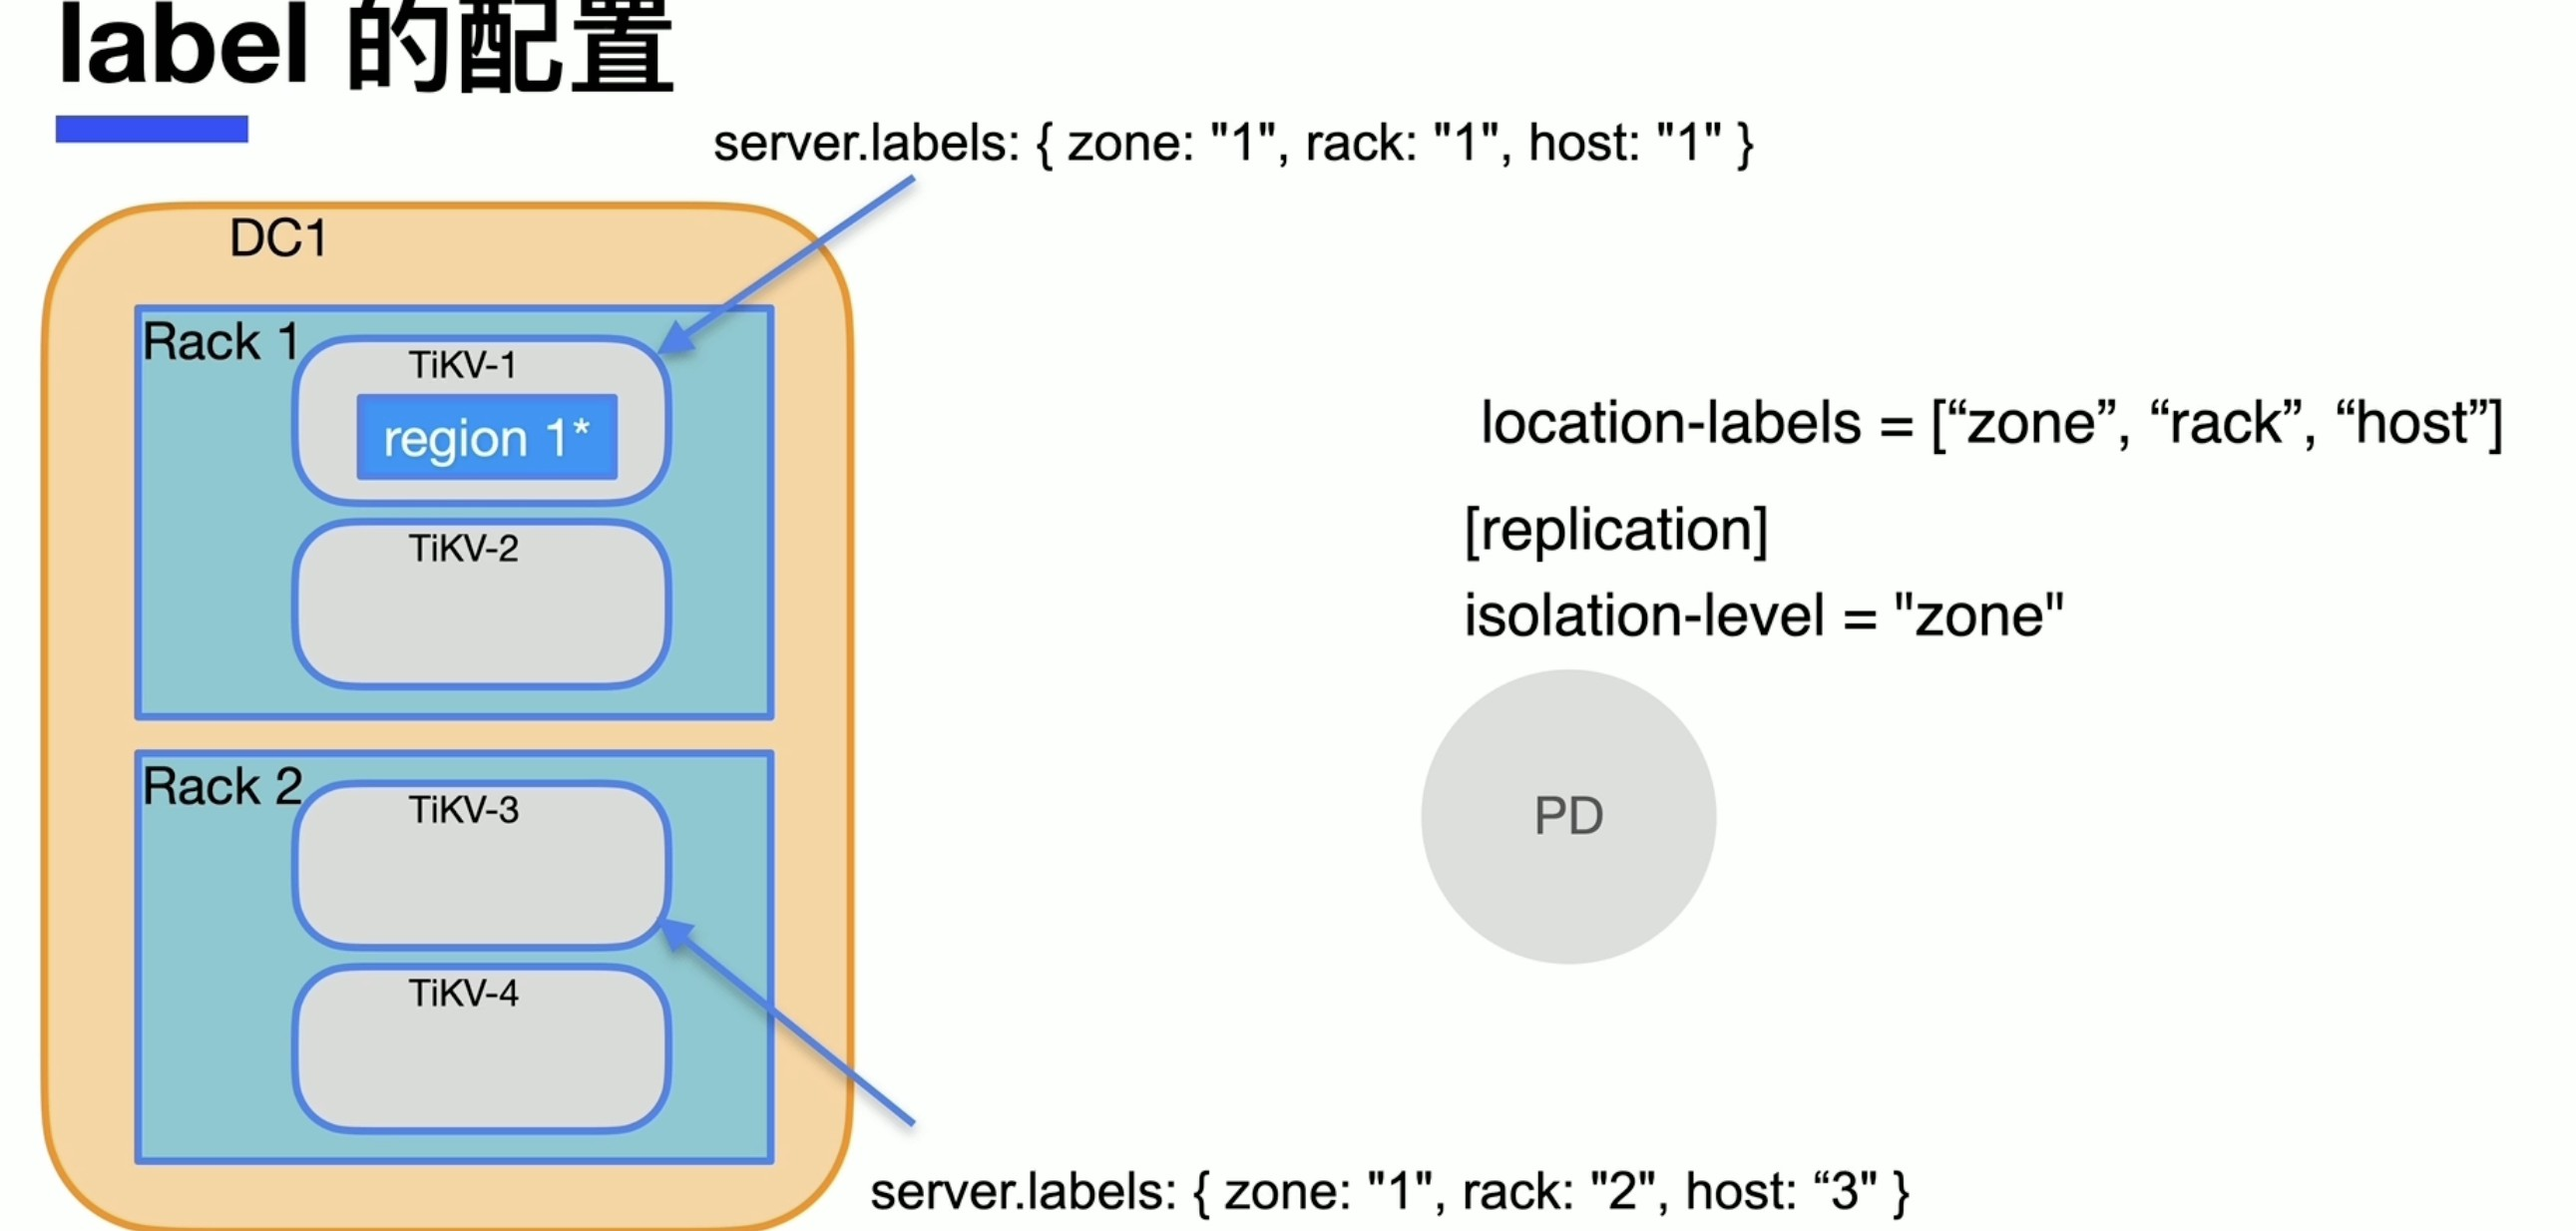 label 的配置
server.labels: { zone: "1", rack: "1", host: "1" }
DC1
Rack 1
TiKV-1
region 1*
TiKV-2
Rack 2
TiKV-3
TiKV-4
location-labels = [“zone”, “rack”, “host”]
[replication]
isolation-level = "zone"
PD
server.labels: { zone: "1", rack: "2", host: “3" }